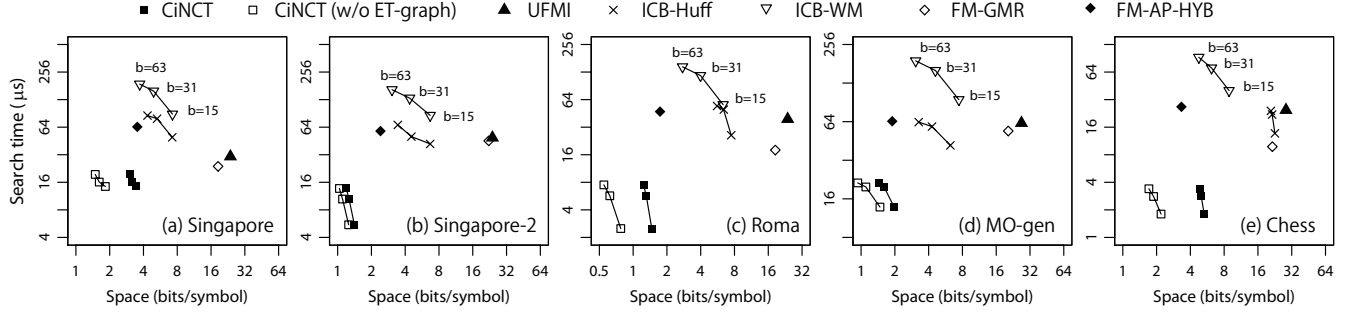 CiNCT CiNCT (w/o ET-graph) UFMI ICB-Huff ICB-WM FM-GMR FM-AP-HYB
Search time (μs)
256
64
16
4
b=63
b=31
b=15
(a) Singapore
1 2 4 8 16 32 64
Space (bits/symbol)
256
64
16
4
b=63
b=31
b=15
(b) Singapore-2
1 2 4 8 16 32 64
Space (bits/symbol)
256
64
16
4
b=63
b=31
b=15
(c) Roma
0.5 1 2 4 8 16 32
Space (bits/symbol)
256
64
16
b=63
b=31
b=15
(d) MO-gen
1 2 4 8 16 32 64
Space (bits/symbol)
64
16
4
1
b=63
b=31
b=15
(e) Chess
1 2 4 8 16 32 64
Space (bits/symbol)